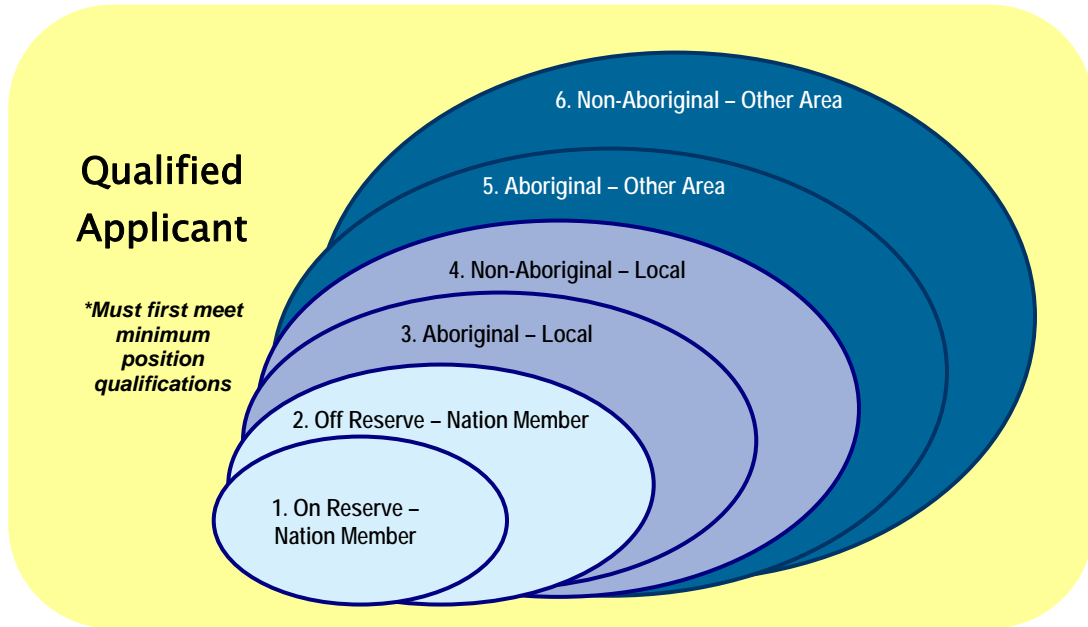 Qualified
Applicant
*Must first meet
minimum
position
qualifications
6. Non-Aboriginal – Other Area
5. Aboriginal – Other Area
4. Non-Aboriginal – Local
3. Aboriginal – Local
2. Off Reserve – Nation Member
1. On Reserve –
Nation Member